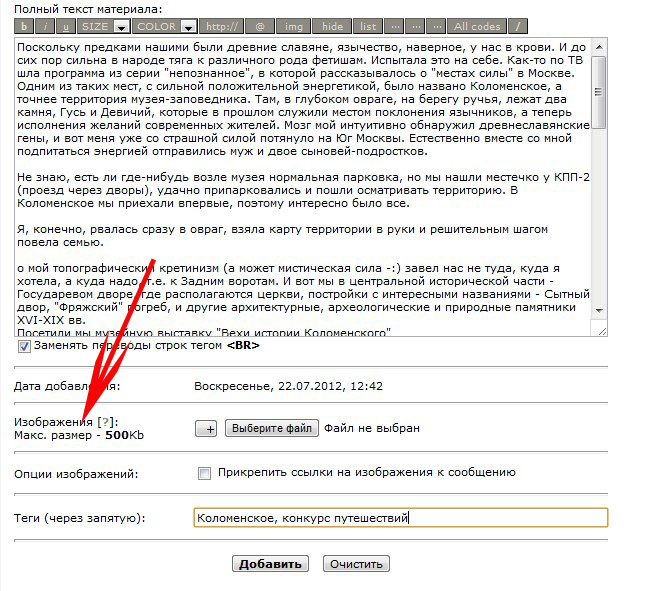 Полный текст материала:
b i u SIZE COLOR http:// @ img hide list ... ... ... All codes /
Поскольку предками нашими были древние славяне, язычество, наверное, у нас в крови. И до
сих пор сильна в народе тяга к различного рода фетишам. Испытала это на себе. Как-то по ТВ
шла программа из серии "непознанное", в которой рассказывалось о "местах силы" в Москве.
Одним из таких мест, с сильной положительной энергетикой, было названо Коломенское, а
точнее территория музея-заповедника. Там, в глубоком овраге, на берегу ручья, лежат два
камня, Гусь и Девичий, которые в прошлом служили местом поклонения язычников, а теперь
исполнения желаний современных жителей. Мозг мой интуитивно обнаружил древнеславянские
гены, и вот меня уже со страшной силой потянуло на Юг Москвы. Естественно вместе со мной
подпитаться энергией отправились муж и двое сыновей-подростков.
Не знаю, есть ли где-нибудь возле музея нормальная парковка, но мы нашли местечко у КПП-2
(проезд через дворы), удачно припарковались и пошли осматривать территорию. В
Коломенское мы приехали впервые, поэтому интересно было все.
Я, конечно, рвалась сразу в овраг, взяла карту территории в руки и решительным шагом
повела семью.
о мой топографический кретинизм (а может мистическая сила -:) завел нас не туда, куда я
хотела, а куда надо, т.е. к Задним воротам. И вот мы в центральной исторической части -
Государевом дворе, где располагаются церкви, постройки с интересными названиями - Сытный
двор, "Фряжский" погреб, и другие архитектурные, археологические и природные памятники
XVI-XIX вв.
Посетили мы музейную выставку "Вехи истории Коломенского"
Заменять переводы строк тегом <BR>
Дата добавления: Воскресенье, 22.07.2012, 12:42
Изображения [?]:
Макс. размер - 500Kb + Выберите файл Файл не выбран
Опции изображений: Прикрепить ссылки на изображения к сообщению
Теги (через запятую): Коломенское, конкурс путешествий
Добавить Очистить